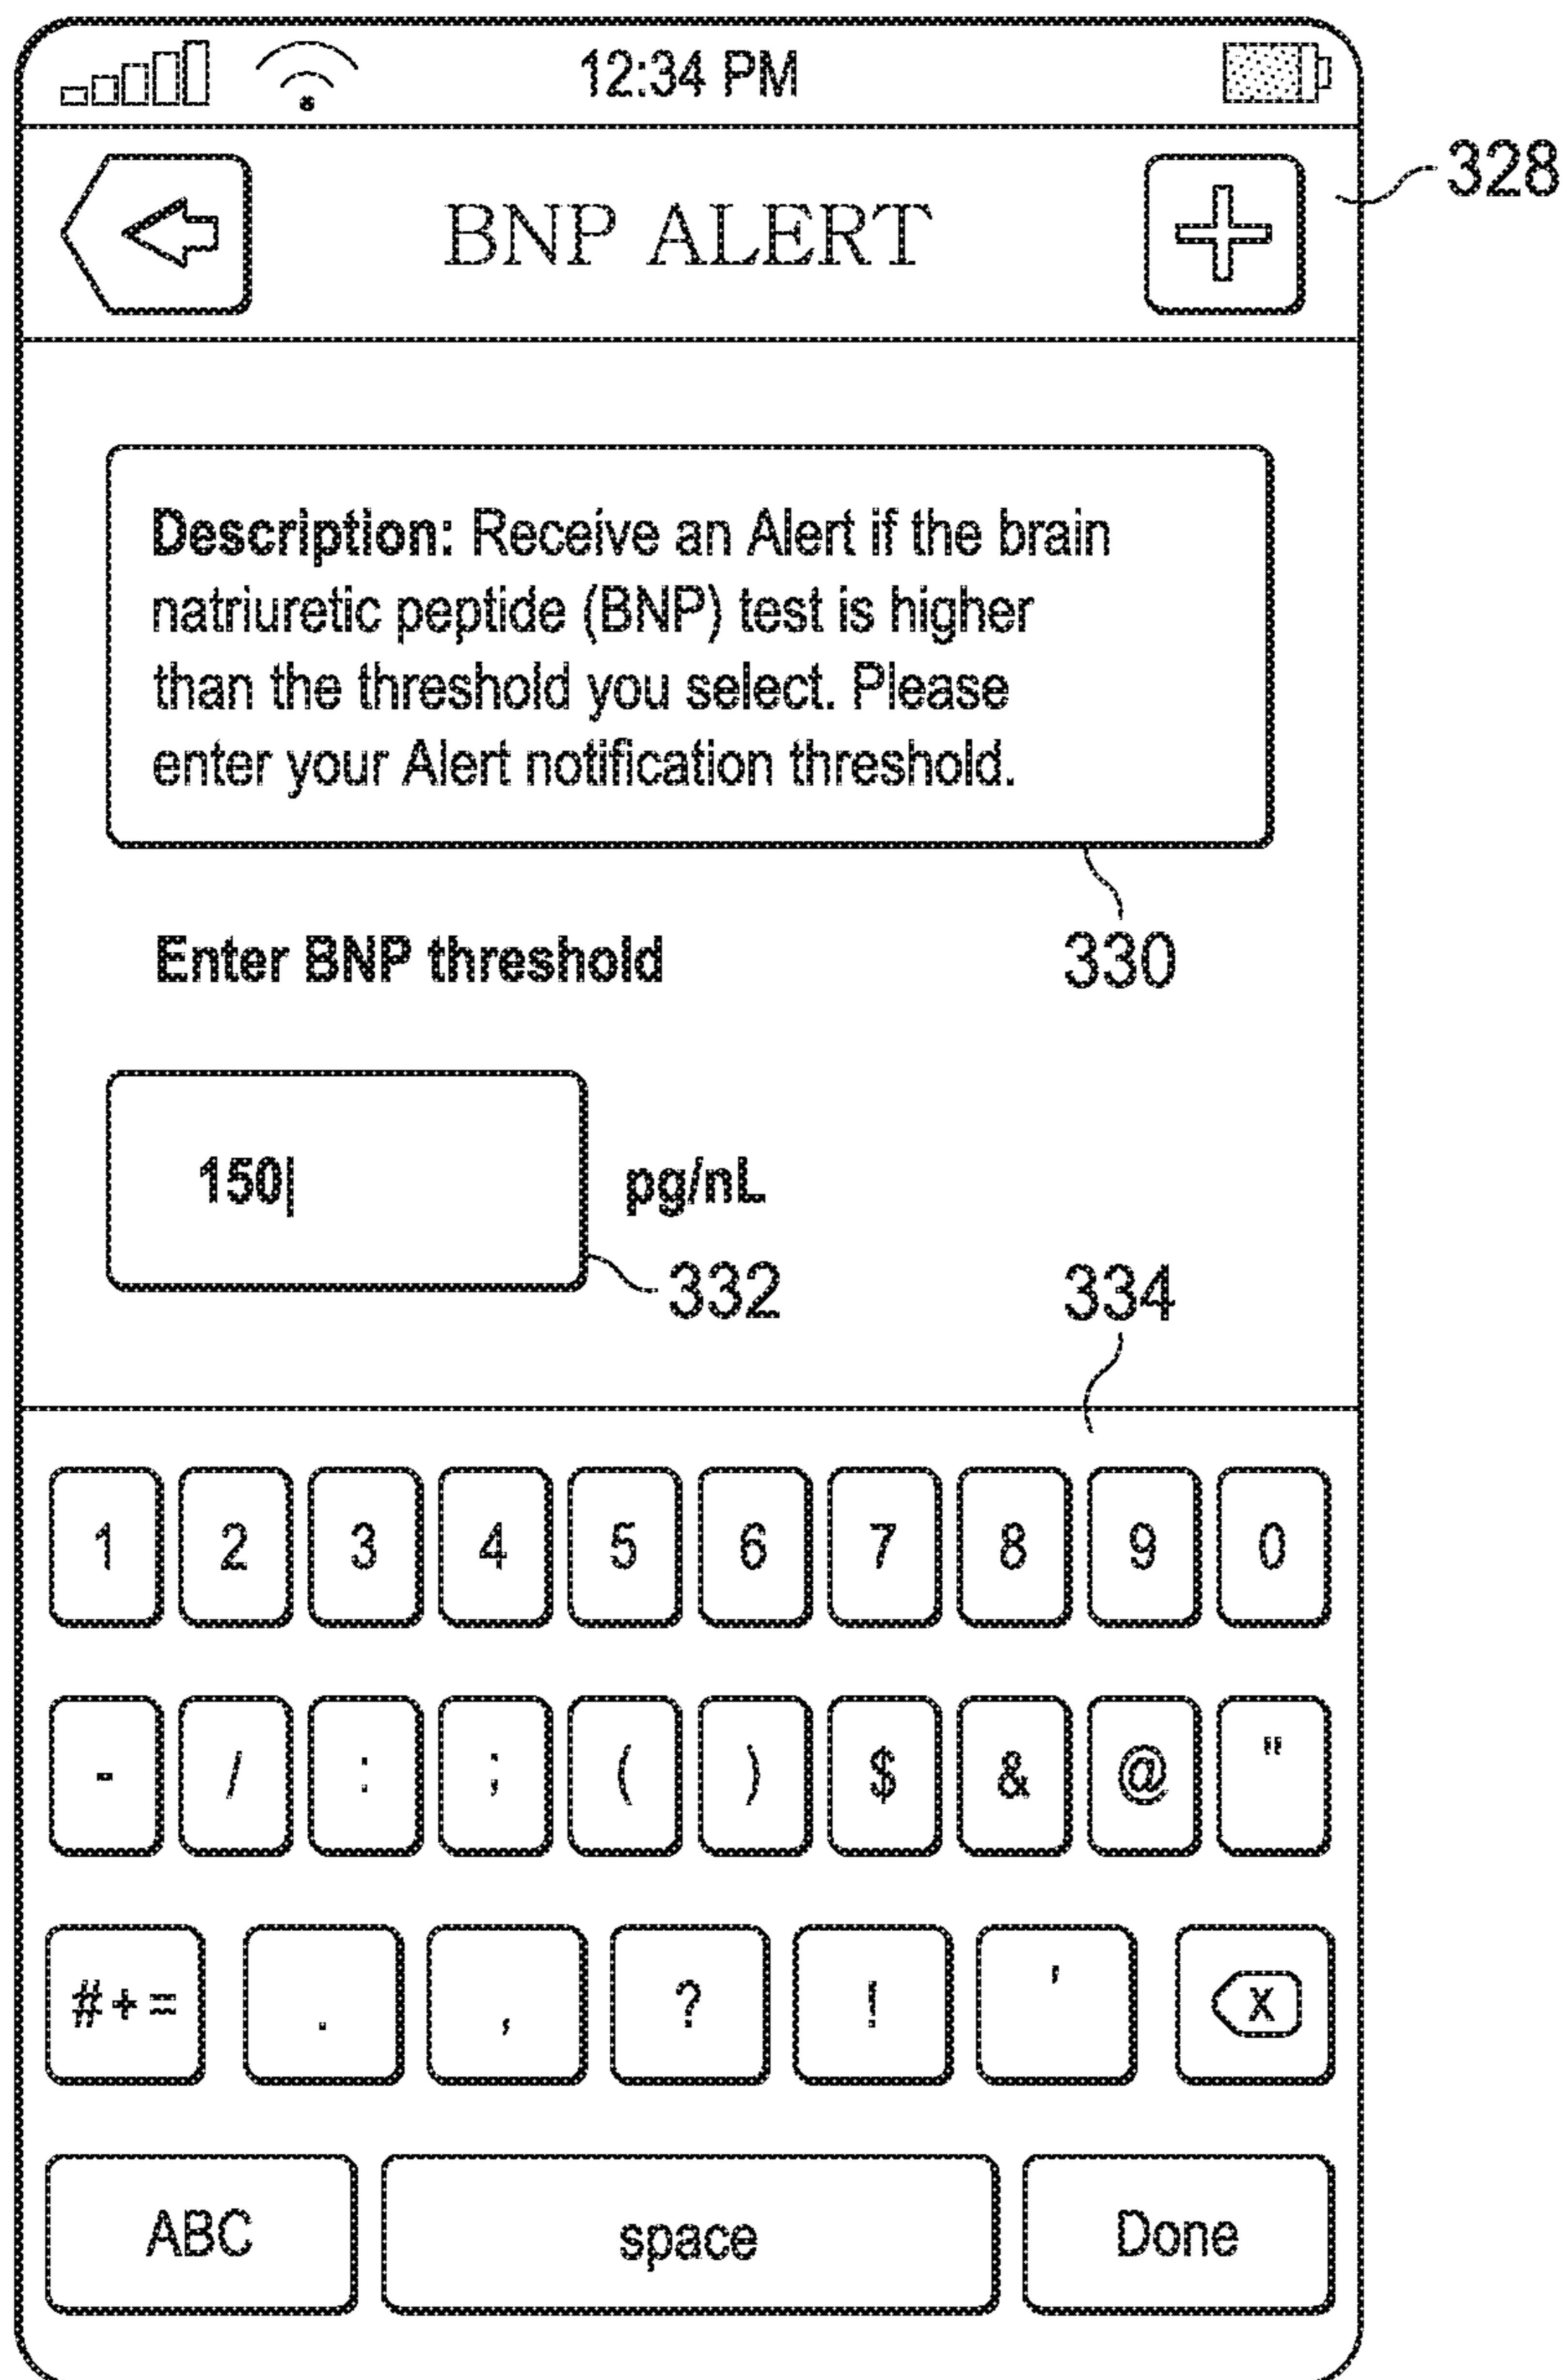 12:34 PM
328
BNP ALERT
Description: Receive an Alert if the brain
natriuretic peptide (BNP) test is higher
than the threshold you select. Please
enter your Alert notification threshold.
330
Enter BNP threshold
150|
pg/nL
332
334
1 2 3 4 5 6 7 8 9 0
- / : ; ( ) $ & @ "
#+= . , ? ! ' X
ABC space Done